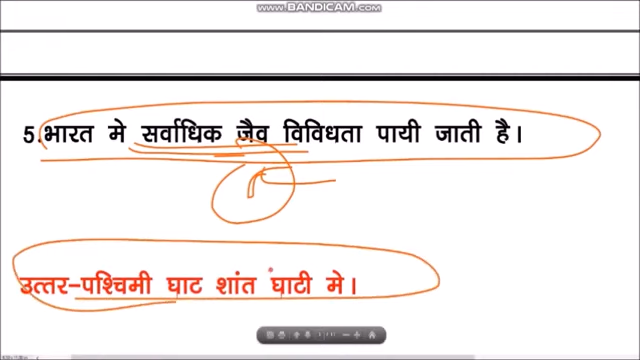 www.BANDICAM.com
5.भारत मे सर्वाधिक जैव विविधता पायी जाती है।
उत्तर-पश्चिमी घाट शांत घाटी मे।